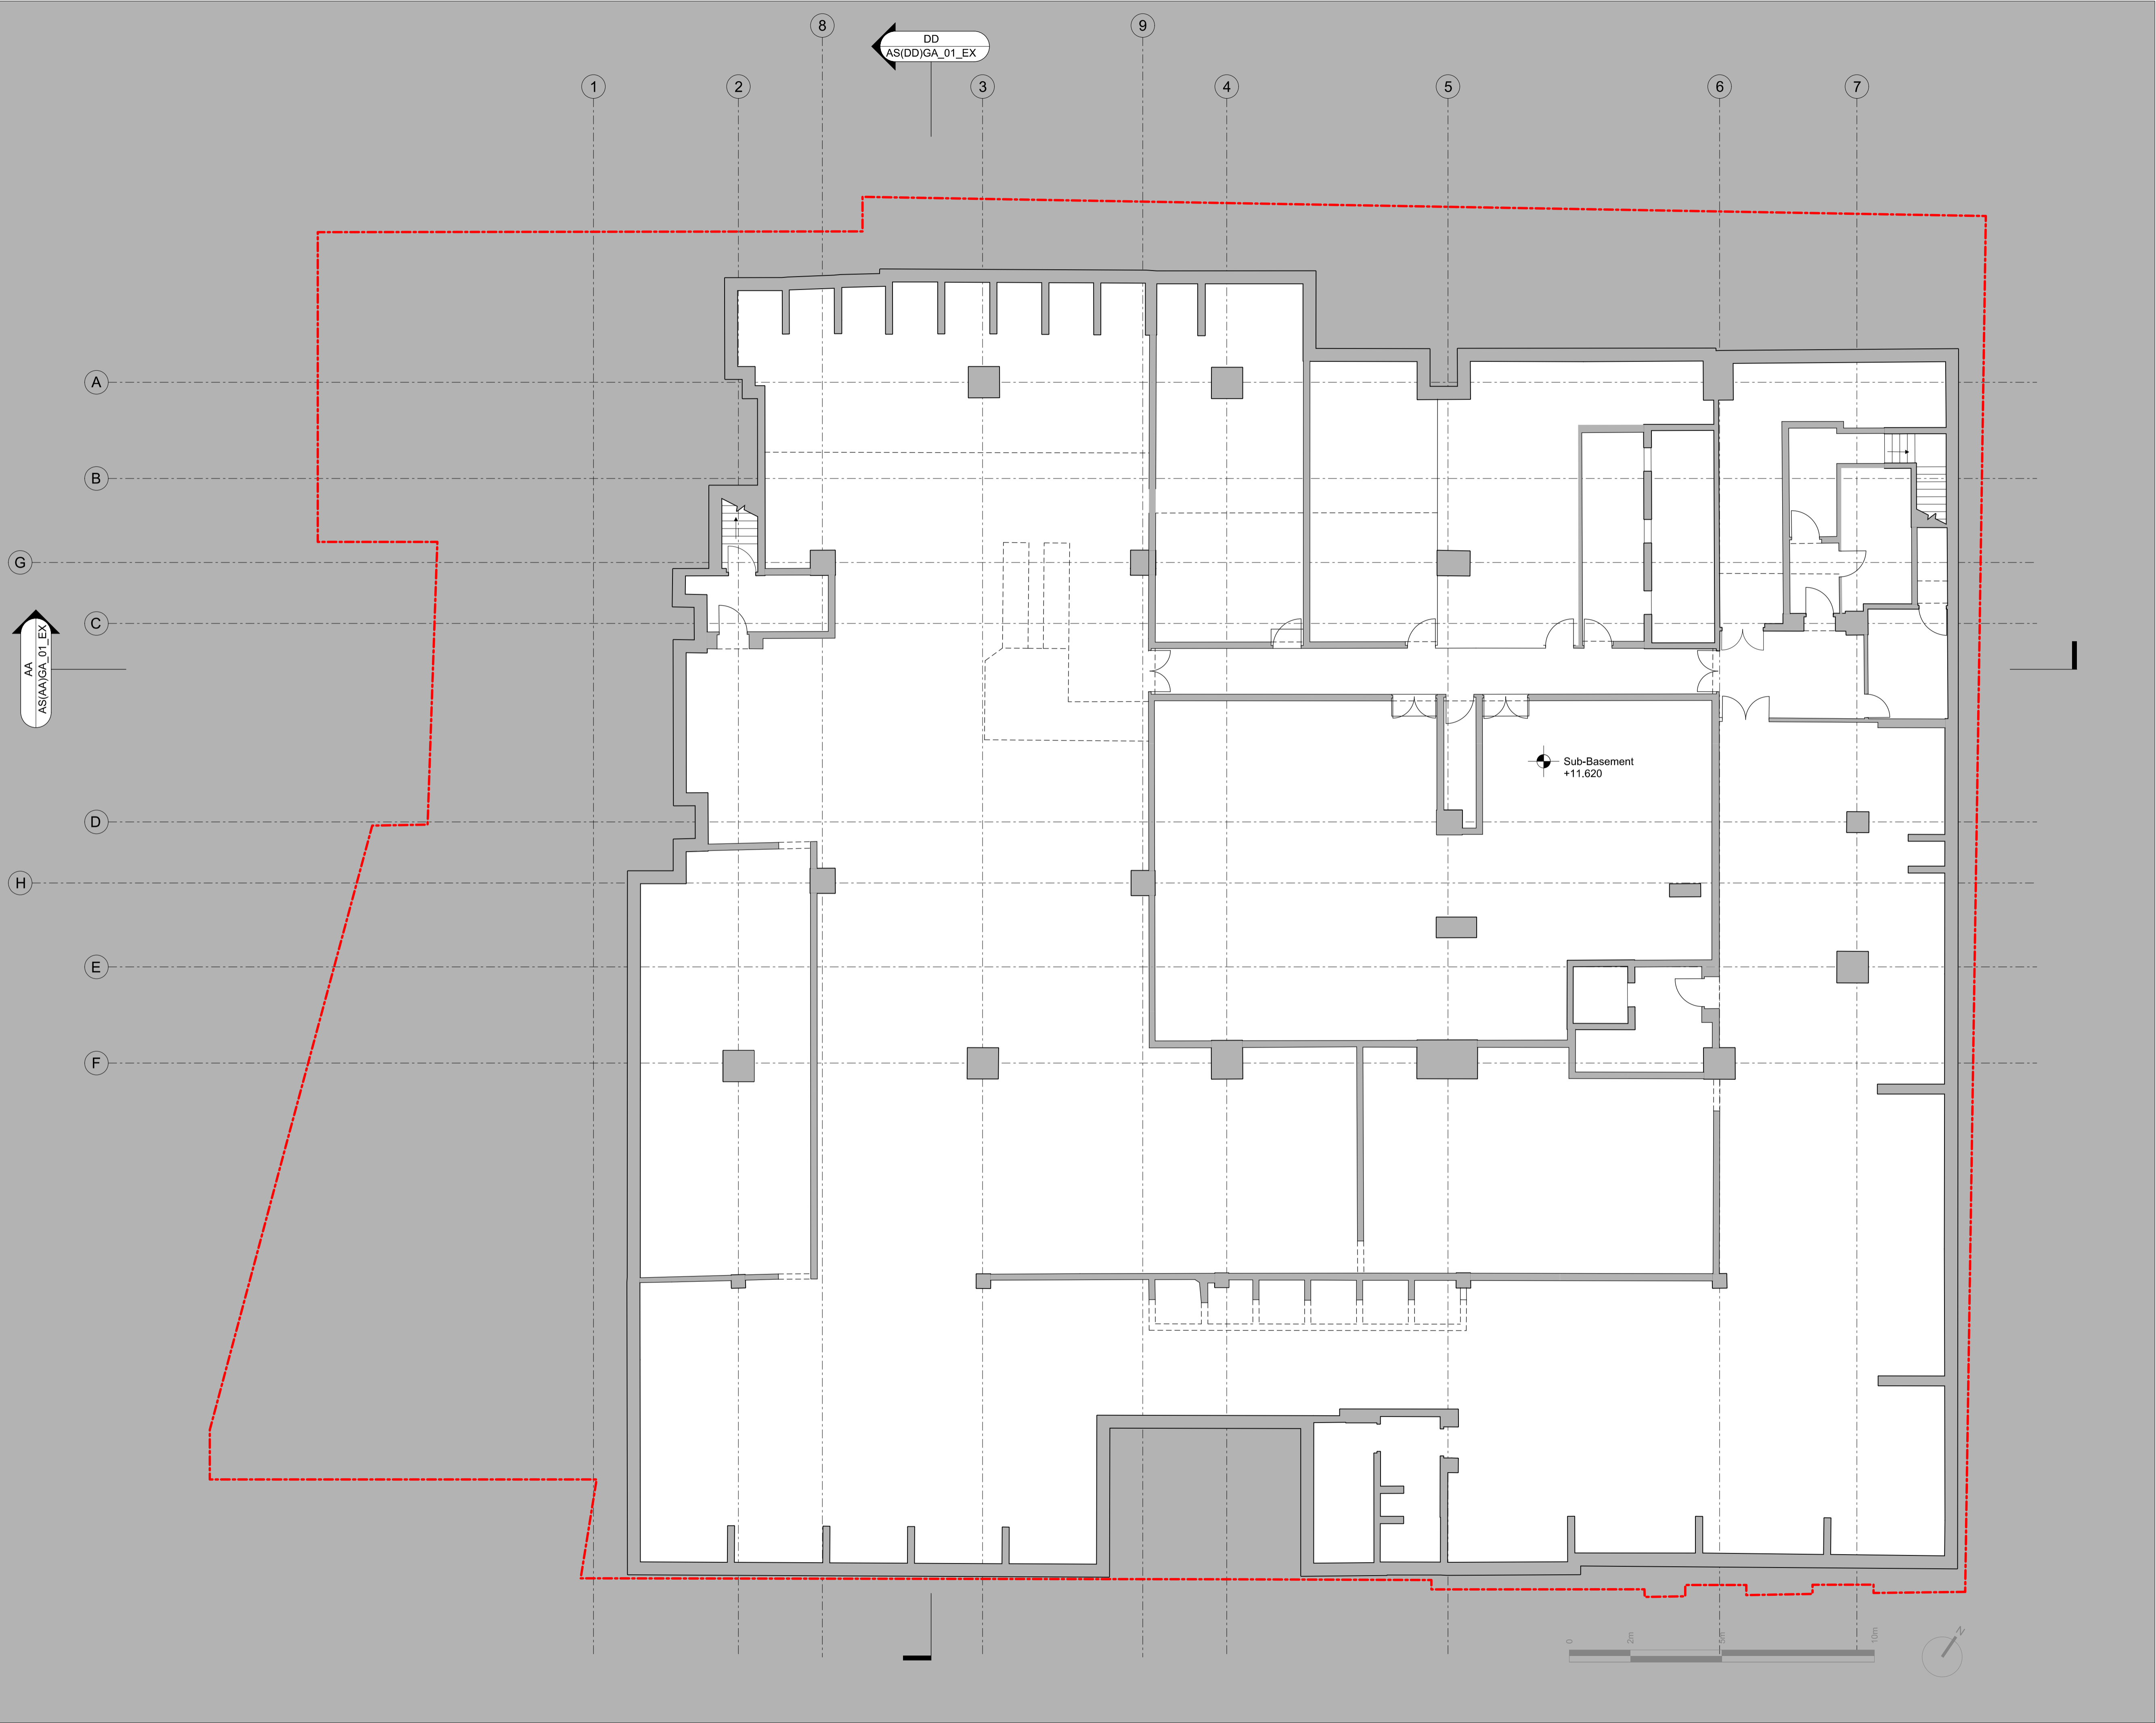 8
9
DD
AS(DD)GA_01_EX
1
2
3
4
5
6
7
A
B
G
C
AA
AS(AA)GA_01_EX
Sub-Basement
+11.620
D
H
E
F
0
2m
5m
10m
N